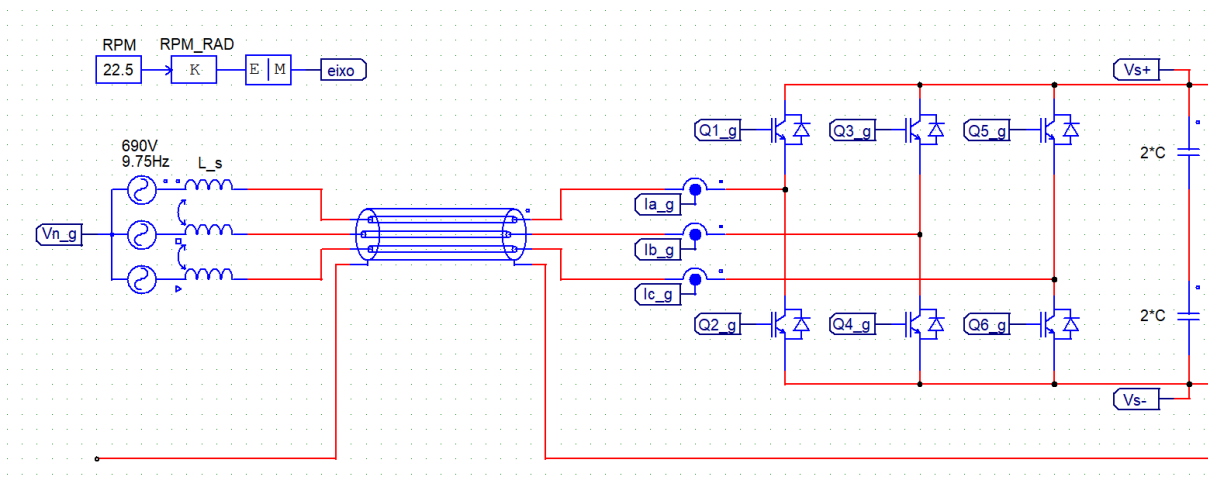 RPM
RPM_RAD
22.5
K
E
M
eixo
Vs+
Q1_g
Q3_g
Q5_g
690V
9.75Hz
L_s
2*C
Ia_g
Vn_g
Ib_g
Ic_g
Q2_g
Q4_g
Q6_g
2*C
Vs-